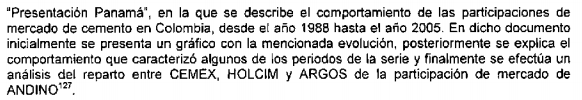 "Presentación Panamá", en la que se describe el comportamiento de las participaciones de
mercado de cemento en Colombia, desde el año 1988 hasta el año 2005. En dicho documento
inicialmente se presenta un gráfico con la mencionada evolución, posteriormente se explica el
comportamiento que caracterizó algunos de los periodos de la serie y finalmente se efectúa un
análisis del reparto entre CEMEX, HOLCIM y ARGOS de la participación de mercado de
ANDINO¹²⁷.